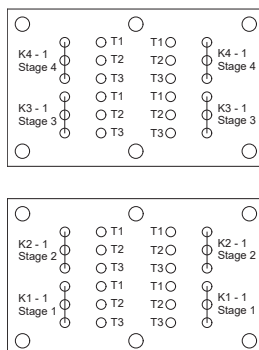 T1 T1
K4 - 1 K4 - 1
T2 T2
Stage 4 Stage 4
T3 T3
T1 T1
K3 - 1 K3 - 1
T2 T2
Stage 3 Stage 3
T3 T3
T1 T1
K2 - 1 K2 - 1
T2 T2
Stage 2 Stage 2
T3 T3
T1 T1
K1 - 1 K1 - 1
T2 T2
Stage 1 Stage 1
T3 T3